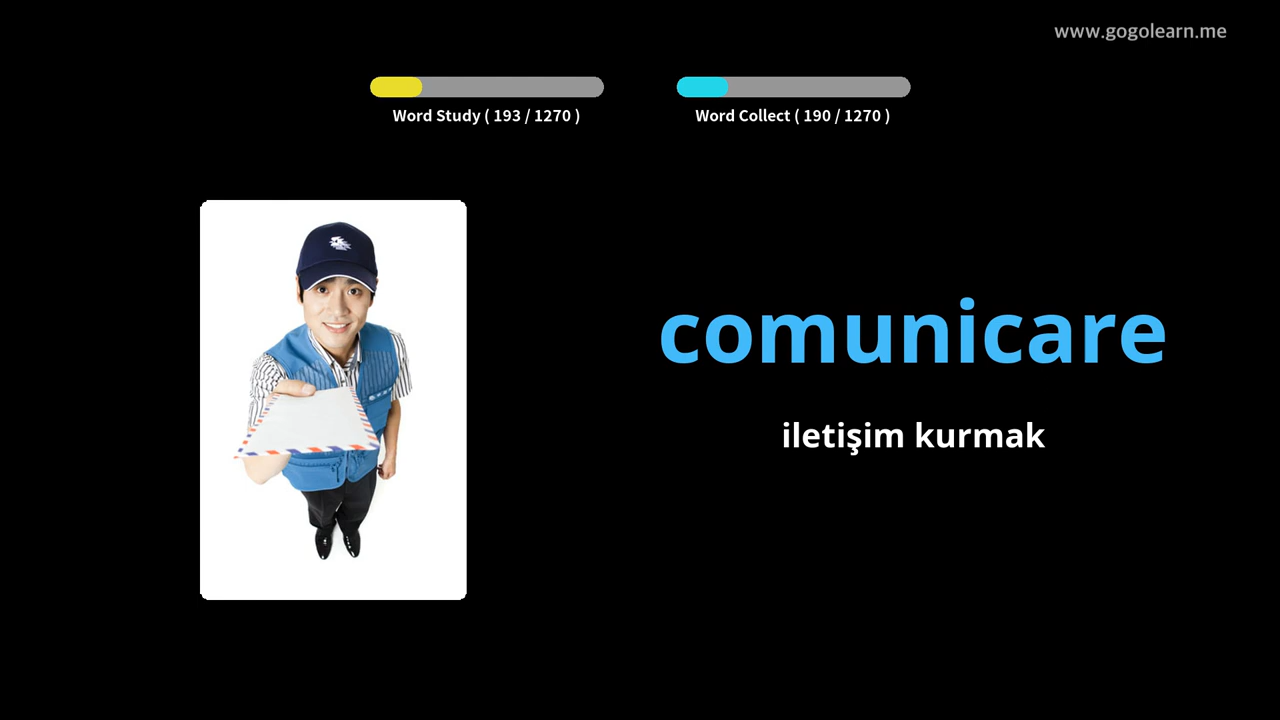 www.gogolearn.me
Word Study ( 193 / 1270 )
Word Collect ( 190 / 1270 )
comunicare
iletişim kurmak